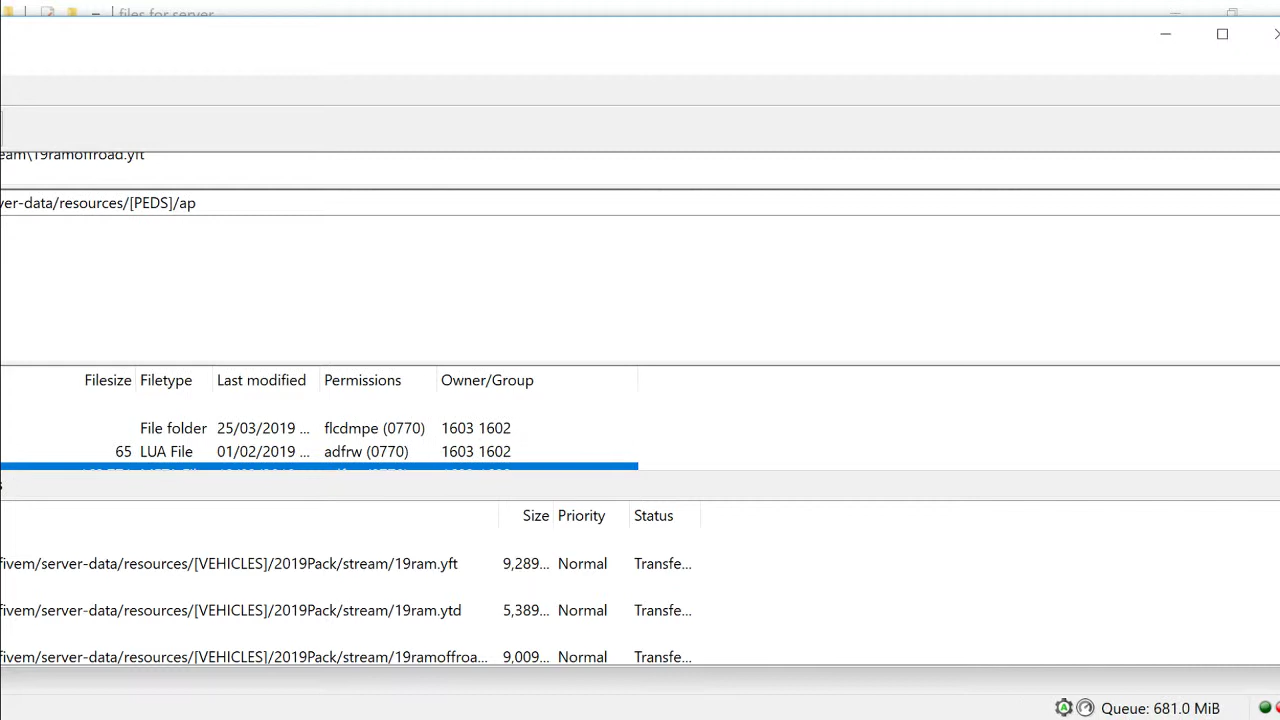 files for server
eam\19ramoffroad.yft
ver-data/resources/[PEDS]/ap
Filesize Filetype Last modified Permissions Owner/Group
File folder 25/03/2019 ... flcdmpe (0770) 1603 1602
65 LUA File 01/02/2019 ... adfrw (0770) 1603 1602
s
Size Priority Status
fivem/server-data/resources/[VEHICLES]/2019Pack/stream/19ram.yft 9,289... Normal Transfe...
fivem/server-data/resources/[VEHICLES]/2019Pack/stream/19ram.ytd 5,389... Normal Transfe...
fivem/server-data/resources/[VEHICLES]/2019Pack/stream/19ramoffroa... 9,009... Normal Transfe...
Queue: 681.0 MiB